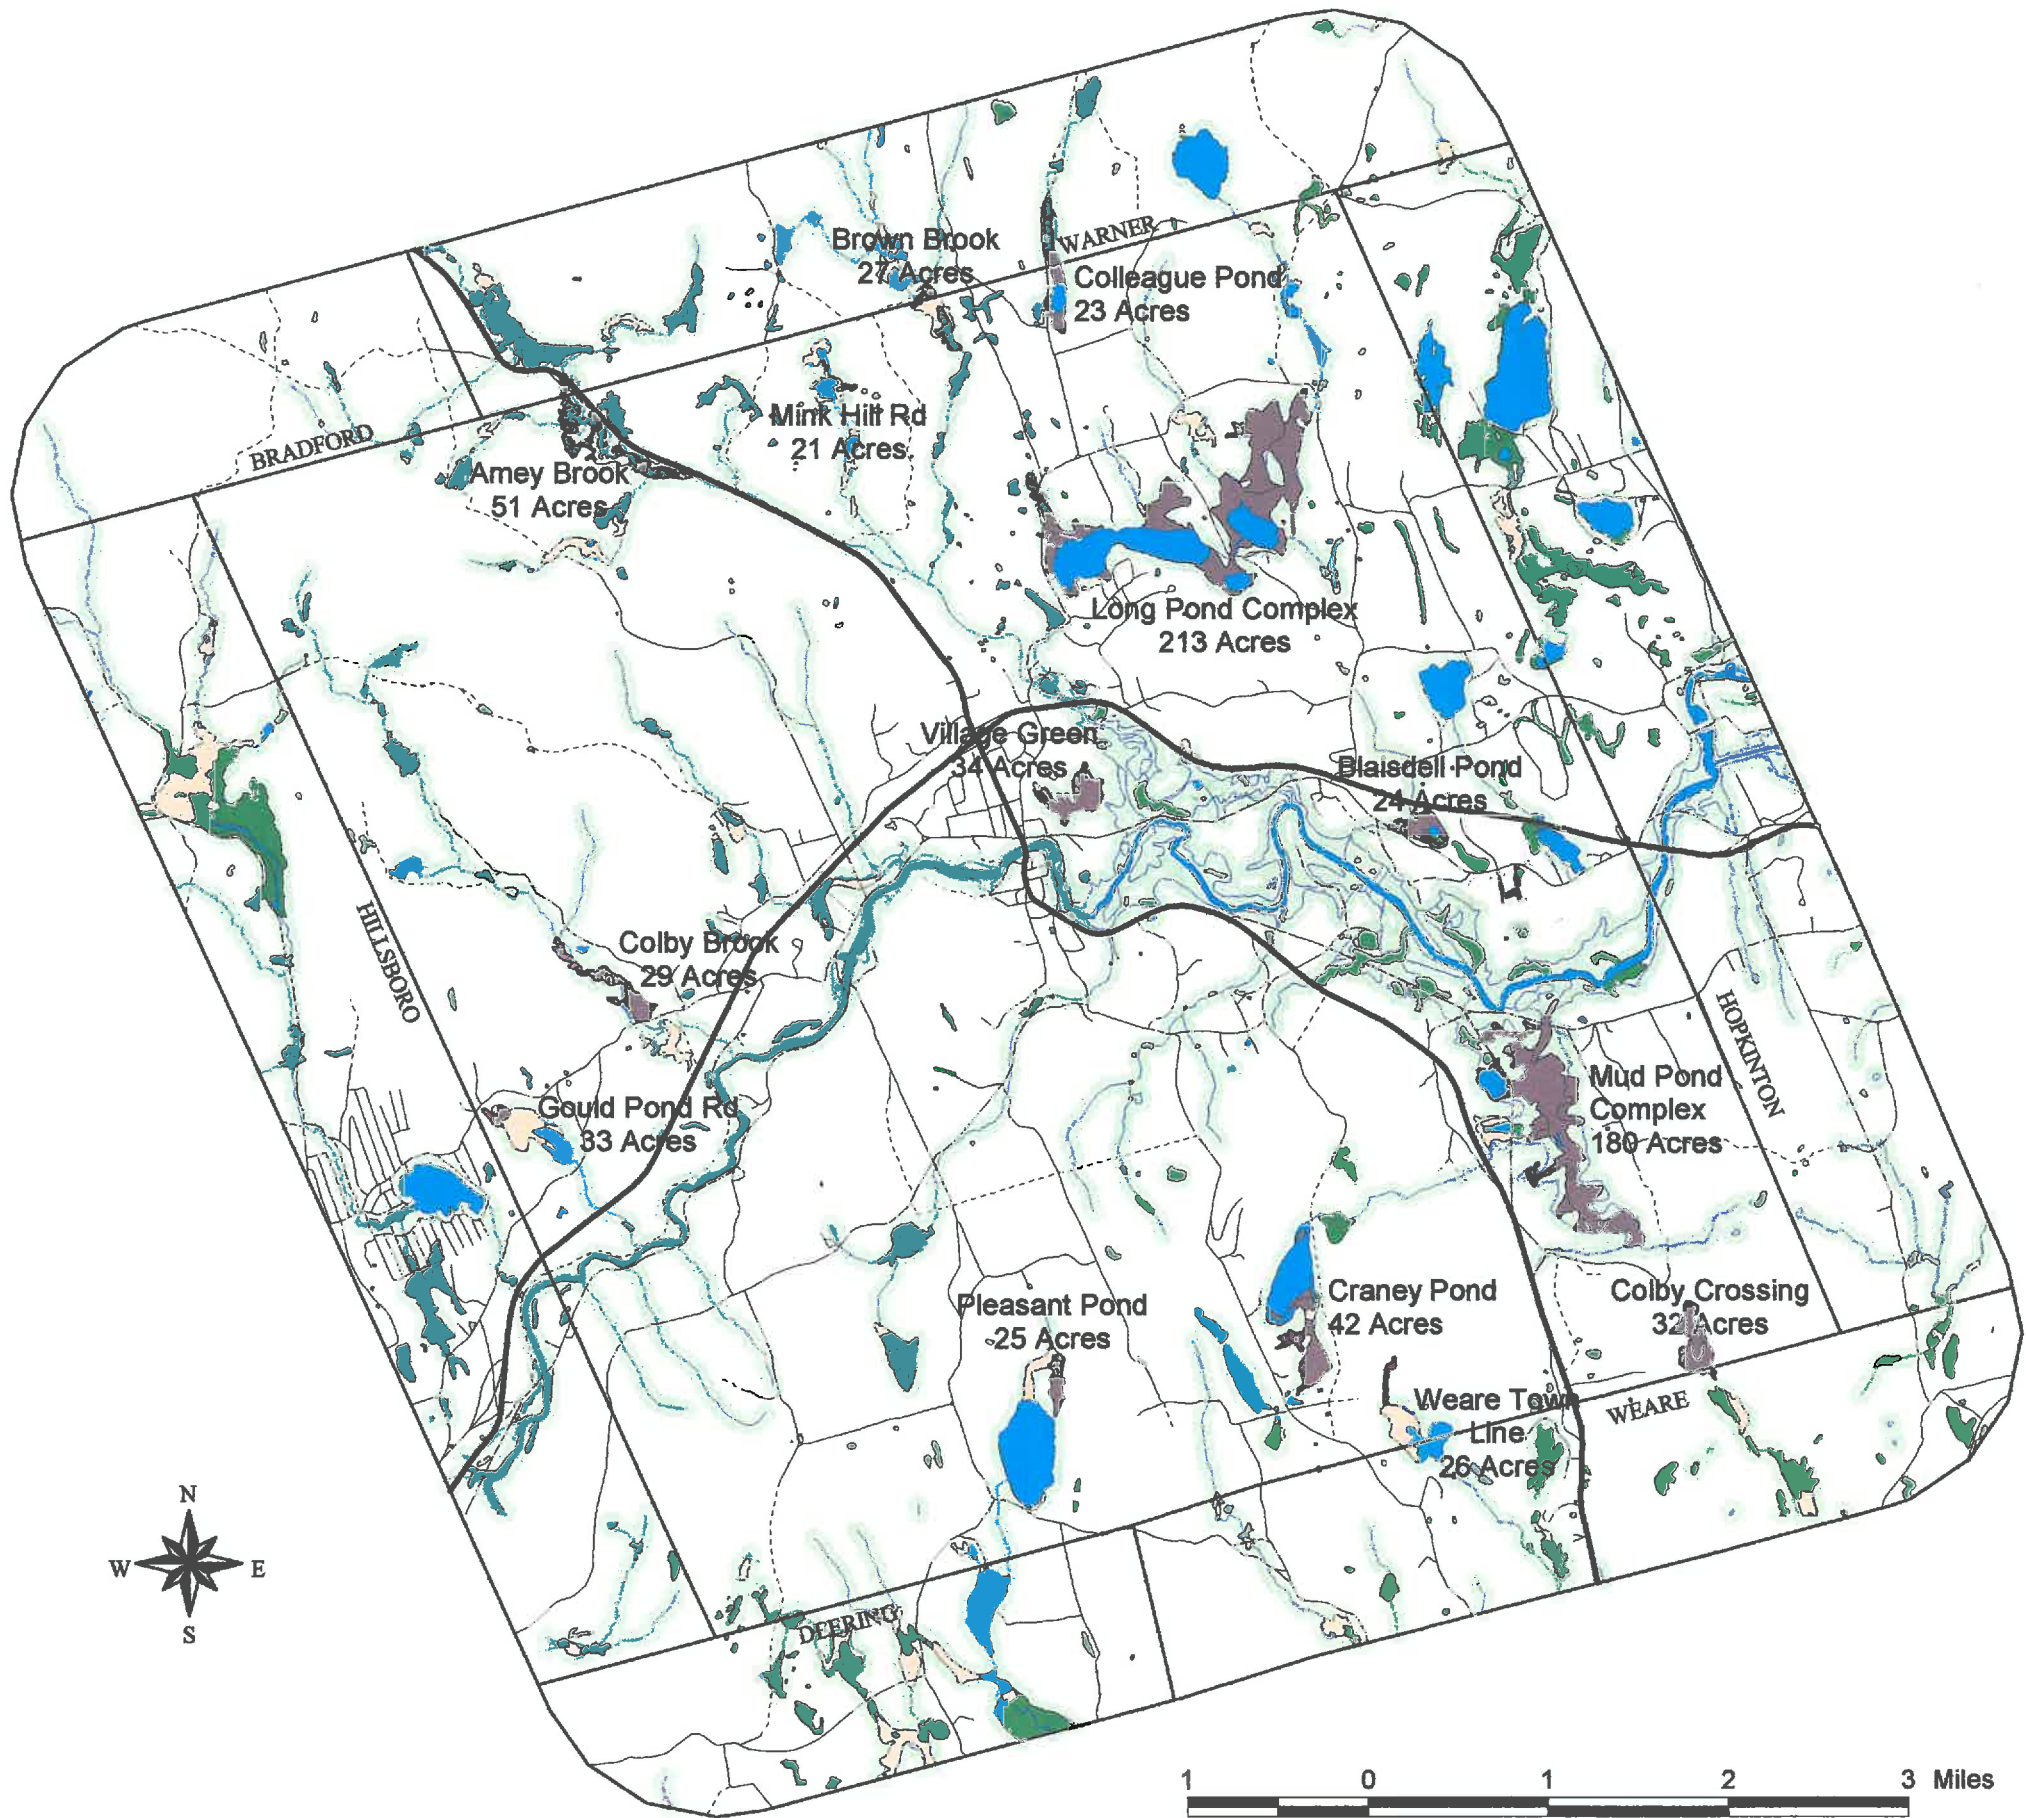 WARNER
Brown Brook
27 Acres
Colleague Pond
23 Acres
BRADFORD
Mink Hill Rd
21 Acres
Amey Brook
51 Acres
Long Pond Complex
213 Acres
Village Green
34 Acres
Blaisdell Pond
24 Acres
HILLSBORO
Colby Brook
29 Acres
HOPKINTON
Mud Pond
Complex
180 Acres
Gould Pond Rd
33 Acres
Pleasant Pond
25 Acres
Craney Pond
42 Acres
Colby Crossing
32 Acres
Weare Town
Line
26 Acres
WEARE
N
W E
S
DEERING
1 0 1 2 3 Miles